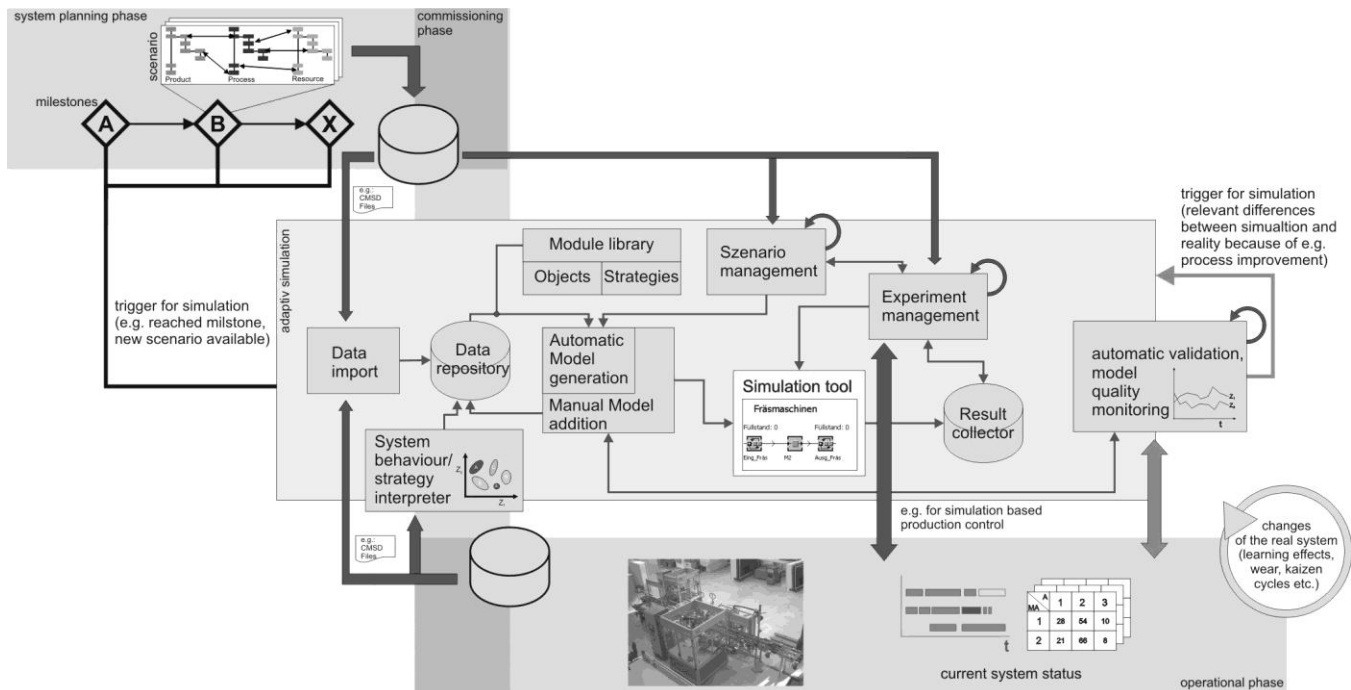 system planning phase
commissioning
phase
scenario
Product
Process
Resource
milestones
A
B
X
e.g.:
CMSD
Files
trigger for simulation
(relevant differences
between simualtion and
reality because of e.g.
process improvement)
adaptiv simulation
Module library
Objects
Strategies
Szenario
management
Experiment
management
trigger for simulation
(e.g. reached milstone,
new scenario available)
Data
import
Data
repository
Automatic
Model
generation
Manual Model
addition
Simulation tool
Fräsmaschinen
Füllstand: 0
Füllstand: 0
Eing_Fräs
M2
Ausg_Fräs
Result
collector
automatic validation,
model
quality
monitoring
t
System
behaviour/
strategy
interpreter
e.g. for simulation based
production control
e.g.:
CMSD
Files
changes
of the real system
(learning effects,
wear, kaizen
cycles etc.)
t
A
MA
1 2 3
1 28 54 10
2 21 66 8
current system status
operational phase